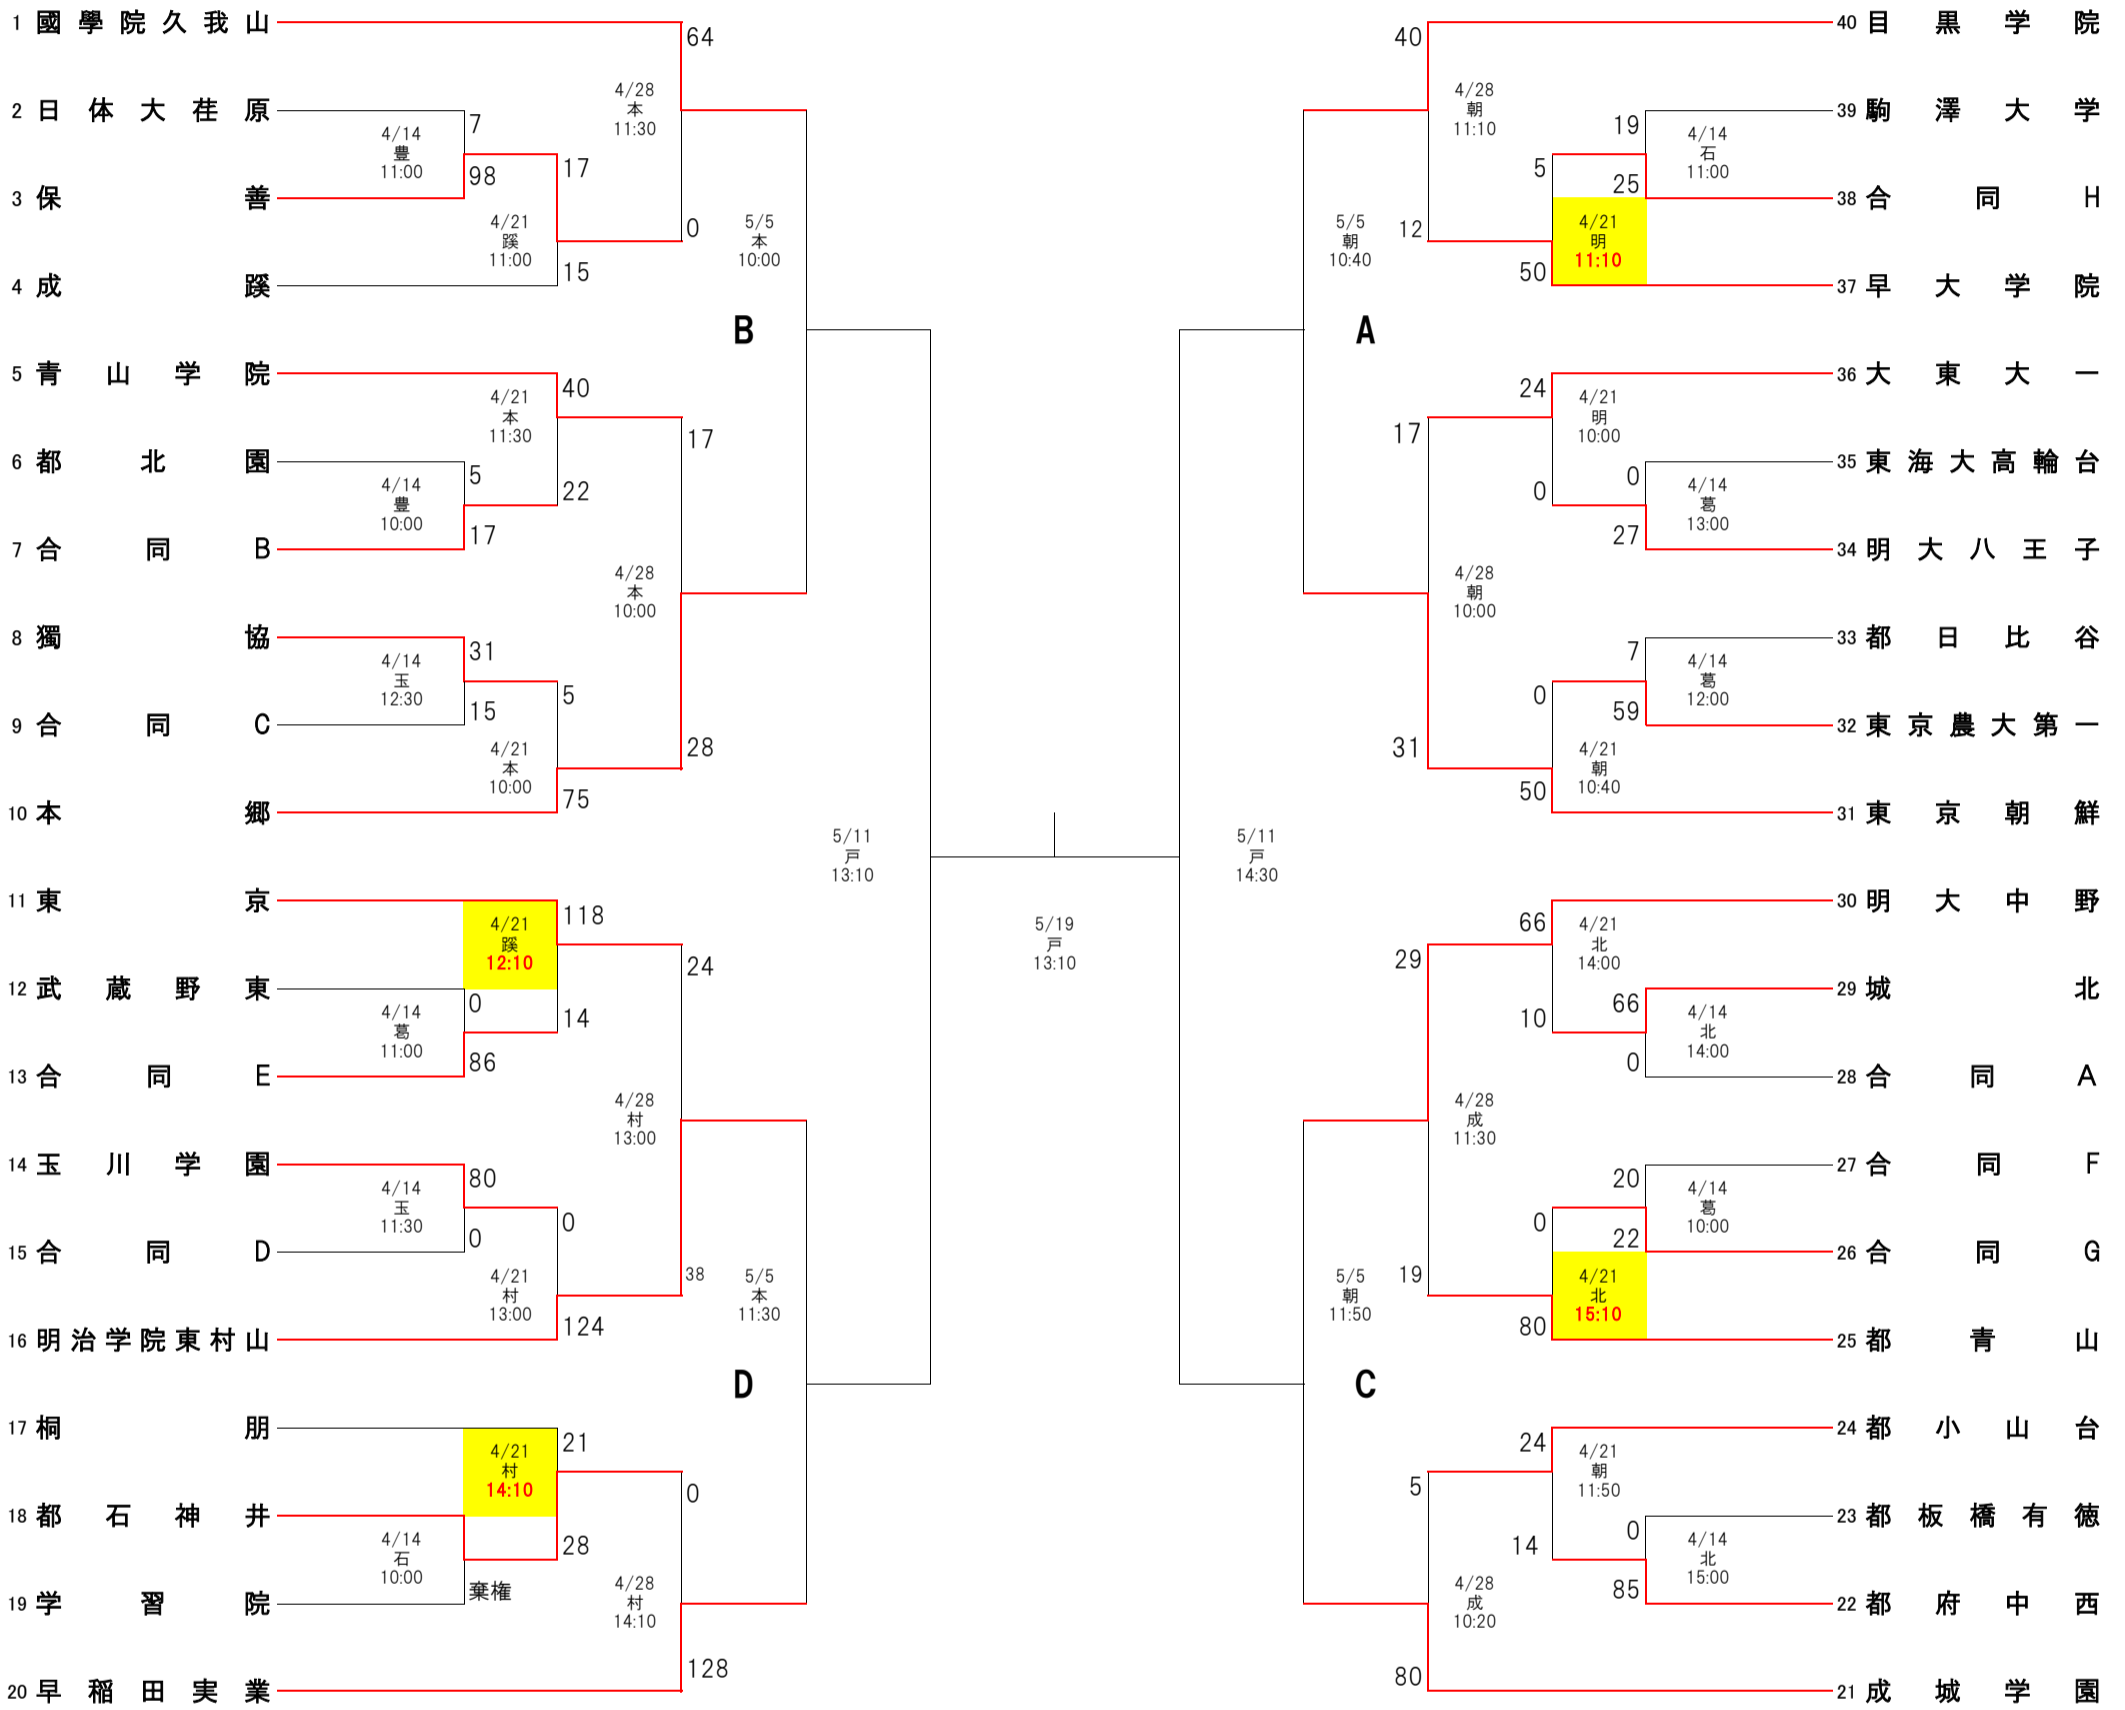 1 國學院久我山
64
4/28
本
11:30
2 日体大荏原
7
4/14
豊
11:00
98
17
3 保善
4/21
蹊
11:00
0
5/5
本
10:00
4 成蹊
15
B
5 青山学院
40
4/21
本
11:30
17
6 都北園
5
4/14
豊
10:00
22
7 合同B
17
4/28
本
10:00
8 獨協
31
4/14
玉
12:30
5
9 合同C
15
4/21
本
10:00
28
10 本郷
75
5/11
戸
13:10
11 東京
118
4/21
蹊
12:10
24
12 武蔵野東
0
4/14
葛
11:00
14
13 合同E
86
4/28
村
13:00
14 玉川学園
80
4/14
玉
11:30
0
15 合同D
0
4/21
村
13:00
38
5/5
本
11:30
16 明治学院東村山
124
D
17 桐朋
21
4/21
村
14:10
0
18 都石神井
28
4/14
石
10:00
19 学習院
棄権
4/28
村
14:10
20 早稲田実業
128
5/19
戸
13:10
40 目黒学院
40
4/28
朝
11:10
39 駒澤大学
19
4/14
石
11:00
5
25
38 合同H
4/21
明
11:10
12
5/5
朝
10:40
50
37 早大学院
A
36 大東大一
24
4/21
明
10:00
17
35 東海大高輪台
0
4/14
葛
13:00
0
27
34 明大八王子
4/28
朝
10:00
33 都日比谷
7
4/14
葛
12:00
0
59
32 東京農大第一
31
4/21
朝
10:40
50
31 東京朝鮮
5/11
戸
14:30
30 明大中野
66
4/21
北
14:00
29
29 城北
66
10
4/14
北
14:00
0
28 合同A
4/28
成
11:30
27 合同F
20
4/14
葛
10:00
0
22
26 合同G
4/21
北
15:10
19
5/5
朝
11:50
80
25 都青山
C
24 都小山台
24
4/21
朝
11:50
5
23 都板橋有徳
0
14
4/14
北
15:00
85
22 都府中西
4/28
成
10:20
80
21 成城学園